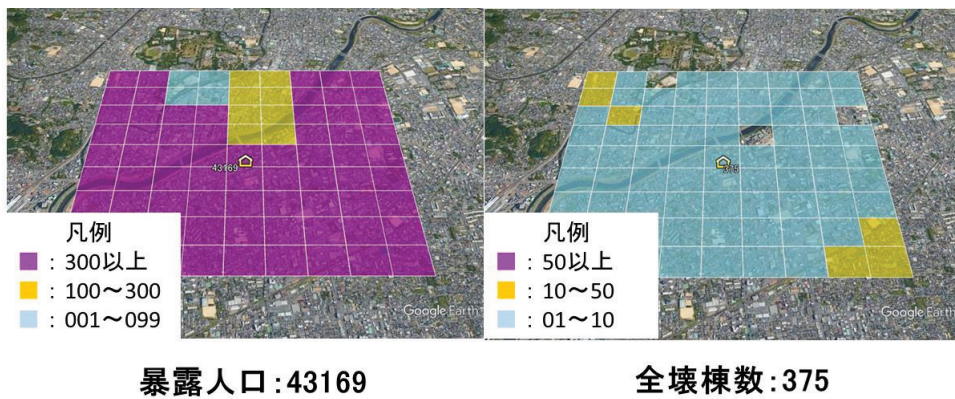 43169
凡例
:300以上
:100～300
:001～099
Google Earth
暴露人口:43169
375
凡例
:50以上
:10～50
:01～10
Google Earth
全壊棟数:375